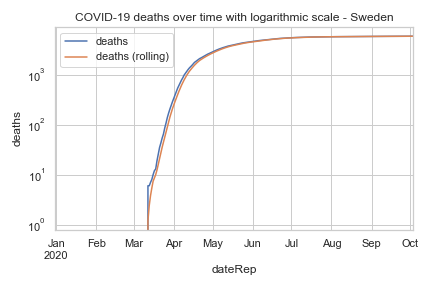 COVID-19 deaths over time with logarithmic scale - Sweden
deaths
deaths (rolling)
deaths
10³
10²
10¹
10⁰
Jan Feb Mar Apr May Jun Jul Aug Sep Oct
2020
dateRep